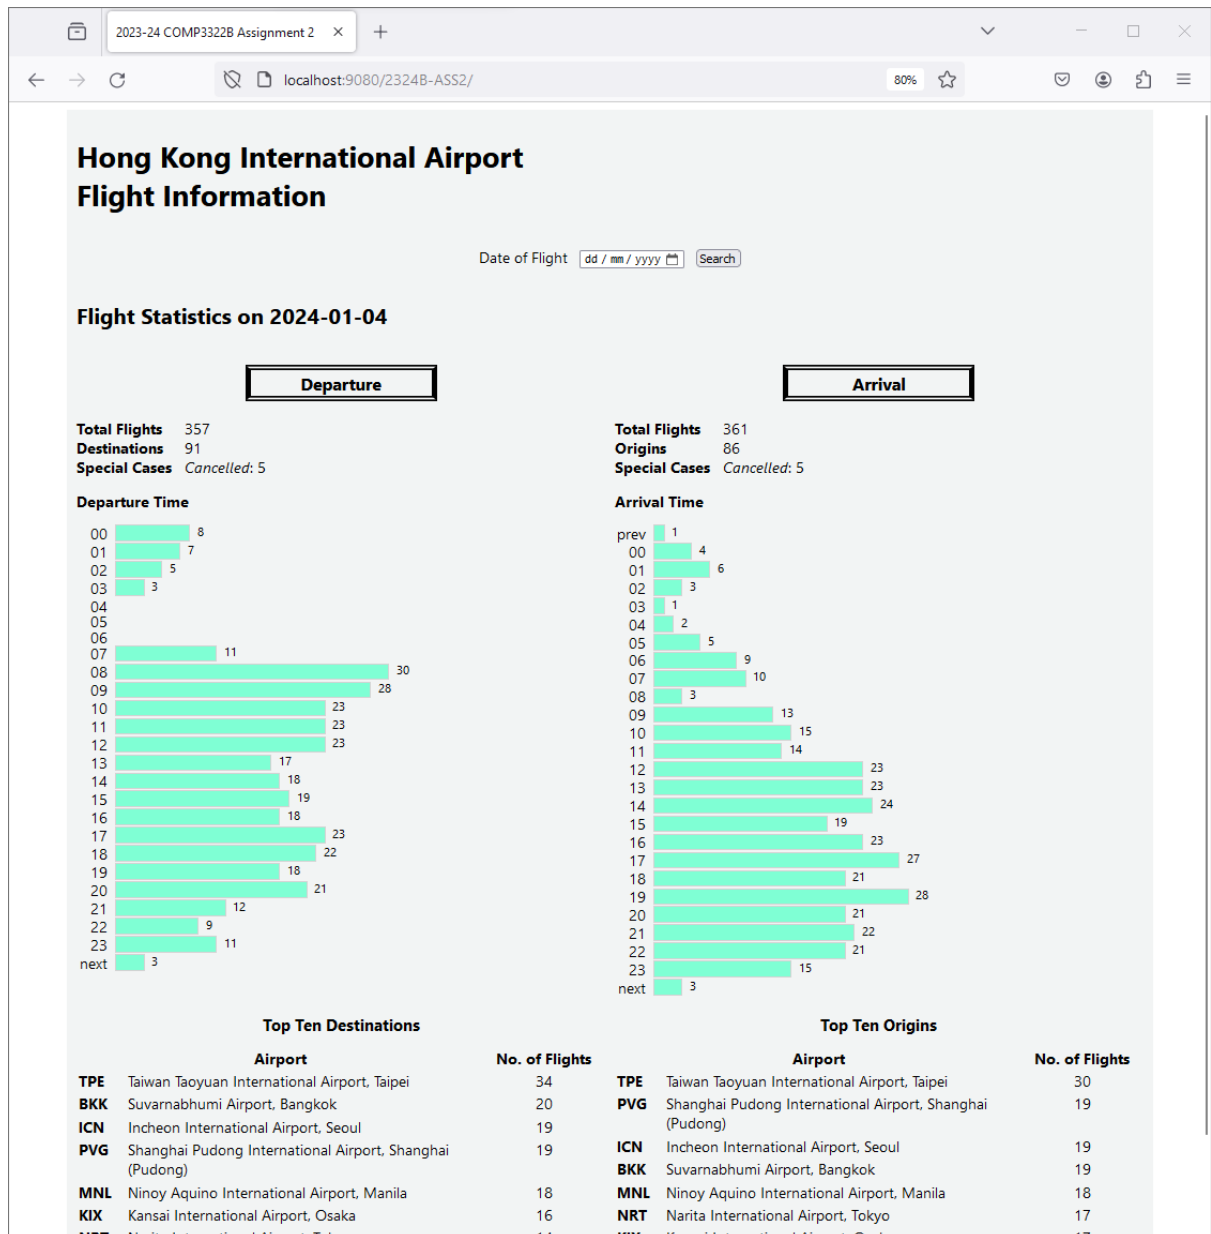 2023-24 COMP3322B Assignment 2
localhost:9080/2324B-ASS2/
80%
Hong Kong International Airport
Flight Information
Date of Flight dd / mm / yyyy Search
Flight Statistics on 2024-01-04
Departure
Total Flights 357
Destinations 91
Special Cases Cancelled: 5
Departure Time
00 8
01 7
02 5
03 3
04
05
06
07 11
08 30
09 28
10 23
11 23
12 23
13 17
14 18
15 19
16 18
17 23
18 22
19 18
20 21
21 12
22 9
23 11
next 3
Top Ten Destinations
Airport No. of Flights
TPE Taiwan Taoyuan International Airport, Taipei 34
BKK Suvarnabhumi Airport, Bangkok 20
ICN Incheon International Airport, Seoul 19
PVG Shanghai Pudong International Airport, Shanghai 19
(Pudong)
MNL Ninoy Aquino International Airport, Manila 18
KIX Kansai International Airport, Osaka 16
Arrival
Total Flights 361
Origins 86
Special Cases Cancelled: 5
Arrival Time
prev 1
00 4
01 6
02 3
03 1
04 2
05 5
06 9
07 10
08 3
09 13
10 15
11 14
12 23
13 23
14 24
15 19
16 23
17 27
18 21
19 28
20 21
21 22
22 21
23 15
next 3
Top Ten Origins
Airport No. of Flights
TPE Taiwan Taoyuan International Airport, Taipei 30
PVG Shanghai Pudong International Airport, Shanghai 19
(Pudong)
ICN Incheon International Airport, Seoul 19
BKK Suvarnabhumi Airport, Bangkok 19
MNL Ninoy Aquino International Airport, Manila 18
NRT Narita International Airport, Tokyo 17